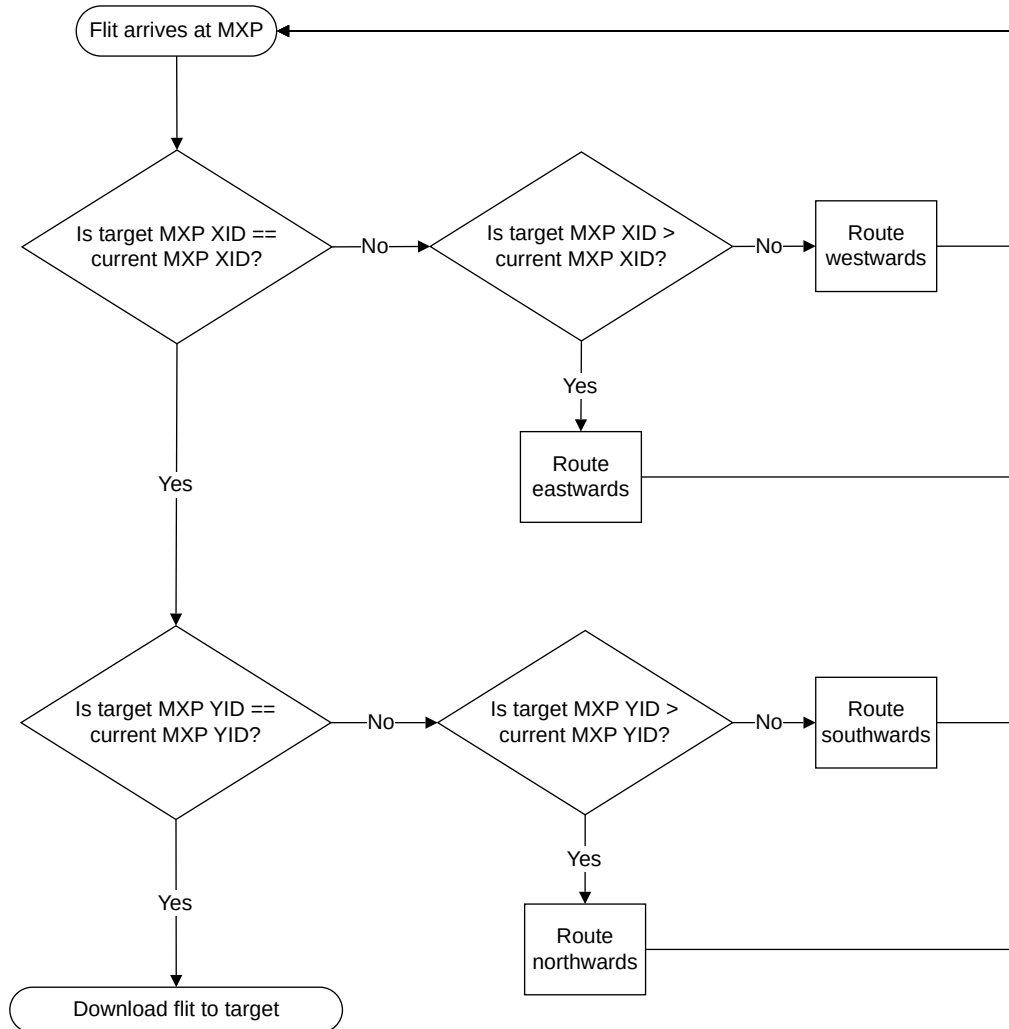 Flit arrives at MXP
Is target MXP XID ==
current MXP XID?
No
Is target MXP XID >
current MXP XID?
No
Route
westwards
Yes
Route
eastwards
Yes
Is target MXP YID ==
current MXP YID?
No
Is target MXP YID >
current MXP YID?
No
Route
southwards
Yes
Route
northwards
Yes
Download flit to target